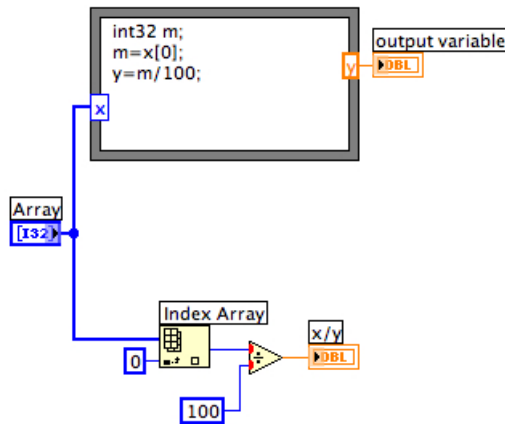 int32 m;
m=x[0];
y=m/100;
output variable
y
DBL
x
Array
[I32]
Index Array
x/y
0
÷
DBL
100